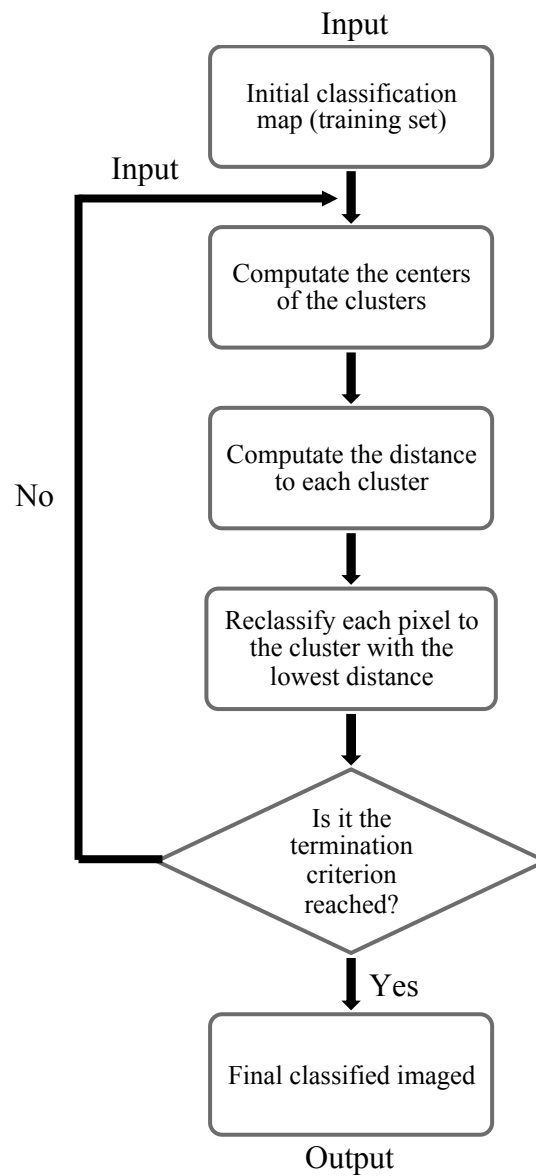 Input
Initial classification
map (training set)
Input
Computate the centers
of the clusters
Computate the distance
to each cluster
No
Reclassify each pixel to
the cluster with the
lowest distance
Is it the
termination
criterion
reached?
Yes
Final classified imaged
Output